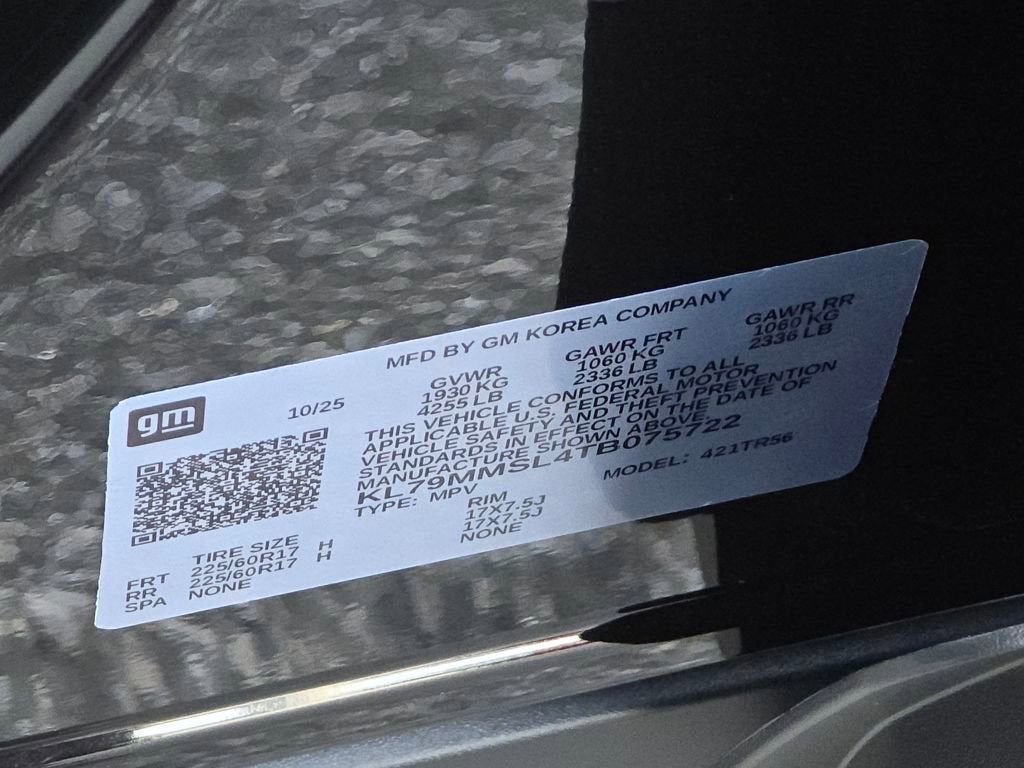 MFD BY GM KOREA COMPANY
gm
10/25
GVWR GAWR FRT GAWR RR
1930 KG 1060 KG 1060 KG
4255 LB 2336 LB 2336 LB
THIS VEHICLE CONFORMS TO ALL
APPLICABLE U.S. FEDERAL MOTOR
VEHICLE SAFETY AND THEFT PREVENTION
STANDARDS IN EFFECT ON THE DATE OF
MANUFACTURE SHOWN ABOVE.
KL79MMSL4TB075722
TYPE: MPV MODEL: 421TR56
TIRE SIZE RIM
FRT 225/60R17 H 17X7.5J
RR 225/60R17 H 17X7.5J
SPA NONE NONE